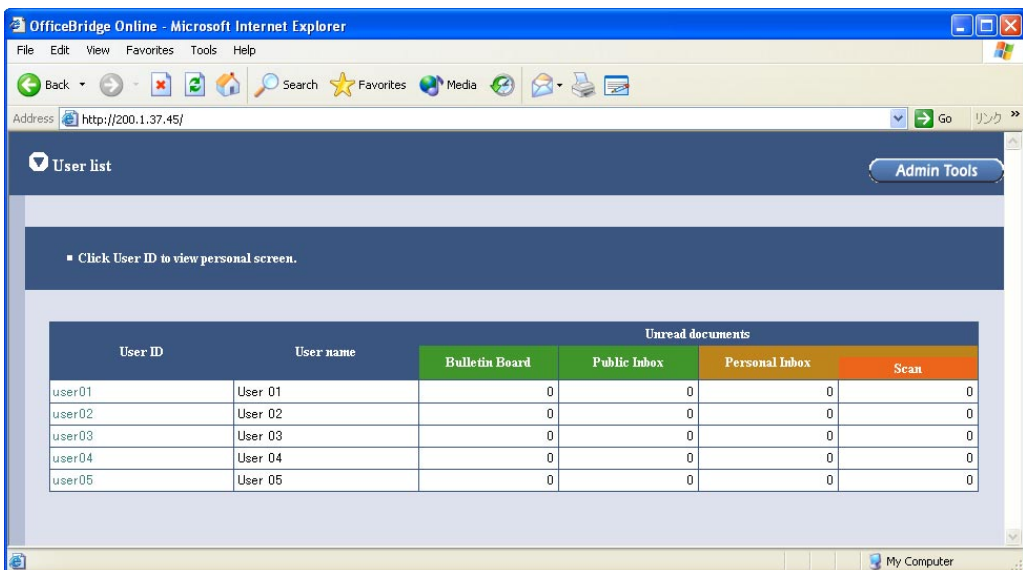 OfficeBridge Online - Microsoft Internet Explorer
File Edit View Favorites Tools Help
Back Search Favorites Media
Address http://200.1.37.45/ Go リンク »
User list
Admin Tools
Click User ID to view personal screen.
Unread documents
User ID User name Bulletin Board Public Inbox Personal Inbox Scan
user01 User 01 0 0 0 0
user02 User 02 0 0 0 0
user03 User 03 0 0 0 0
user04 User 04 0 0 0 0
user05 User 05 0 0 0 0
My Computer